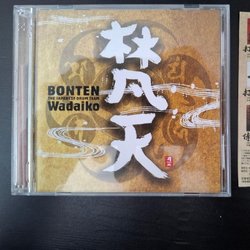 梵天
BONTEN
THE JAPANESE DRUM TEAM
Wadaiko